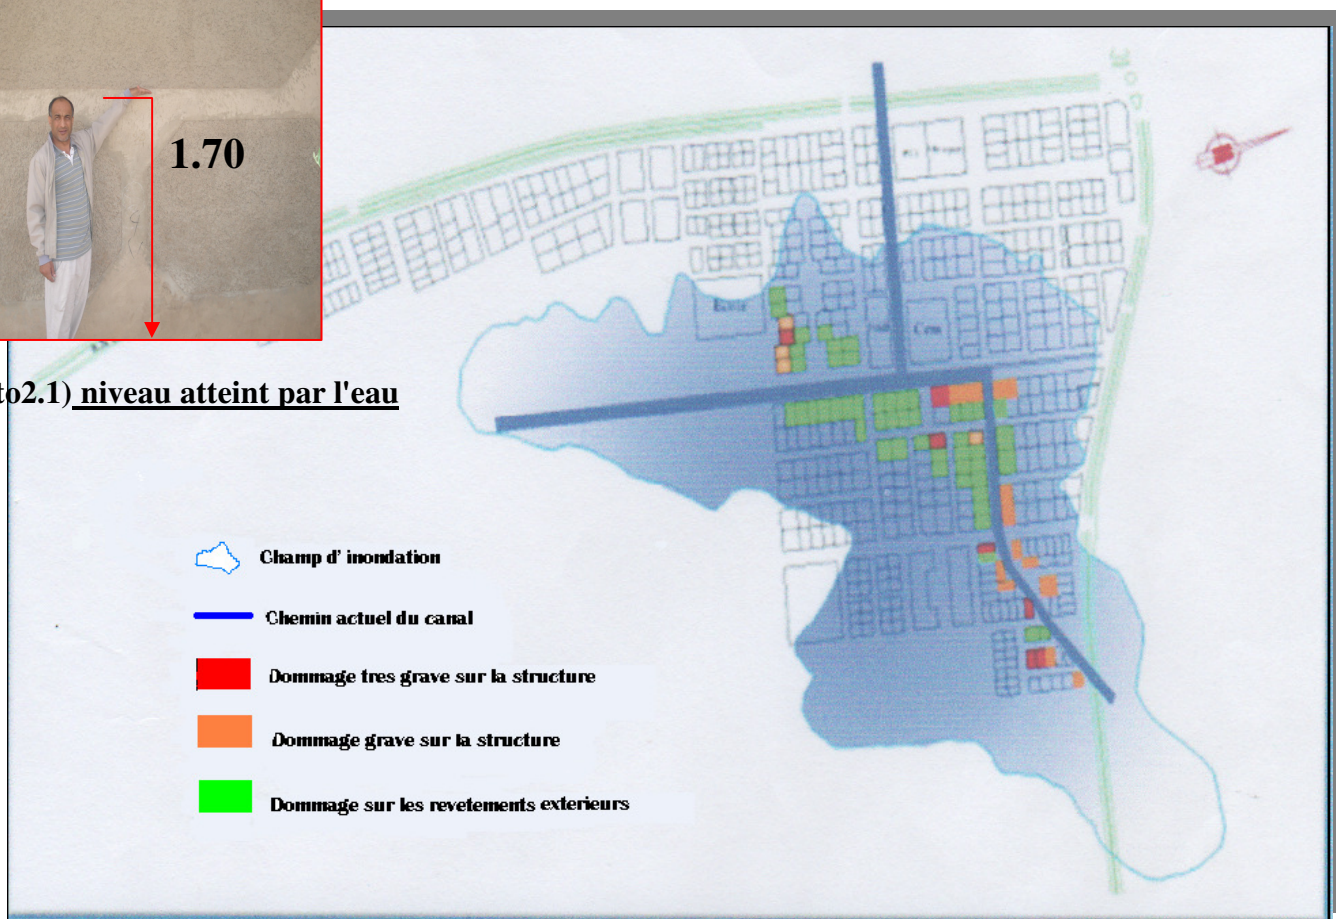 1.70
to2.1) niveau atteint par l'eau
Cem
Champ d' inondation
Chemin actuel du canal
Dommage tres grave sur la structure
Dommage grave sur la structure
Dommage sur les revetements exterieurs